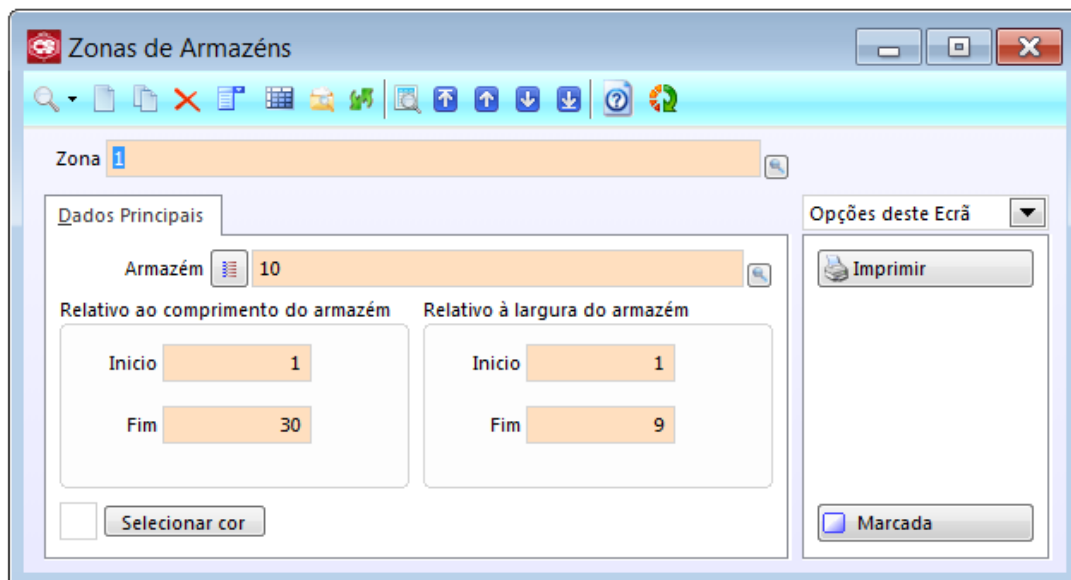 Zonas de Armazéns
Zona 1
Dados Principais
Opções deste Ecrã
Armazém 10
Imprimir
Relativo ao comprimento do armazém Relativo à largura do armazém
Inicio 1 Inicio 1
Fim 30 Fim 9
Selecionar cor
Marcada